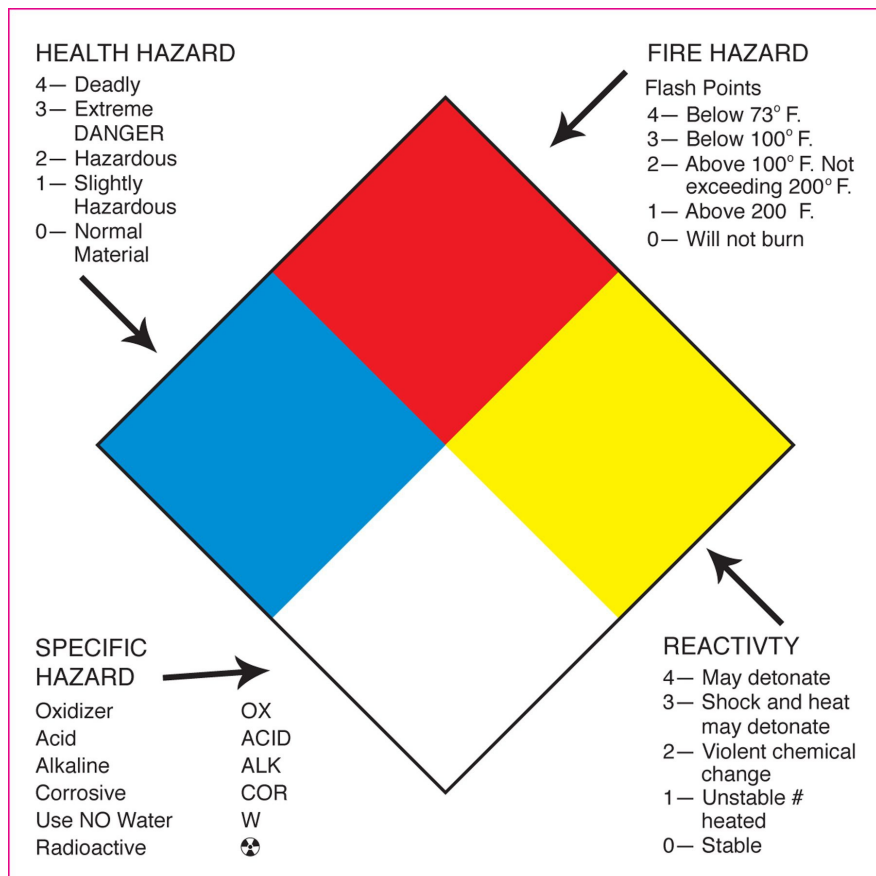 HEALTH HAZARD
4— Deadly
3— Extreme
DANGER
2— Hazardous
1— Slightly
Hazardous
0— Normal
Material
FIRE HAZARD
Flash Points
4— Below 73° F.
3— Below 100° F.
2— Above 100° F. Not
exceeding 200° F.
1— Above 200 F.
0— Will not burn
SPECIFIC
HAZARD
Oxidizer OX
Acid ACID
Alkaline ALK
Corrosive COR
Use NO Water W
Radioactive ☢
REACTIVTY
4— May detonate
3— Shock and heat
may detonate
2— Violent chemical
change
1— Unstable #
heated
0— Stable